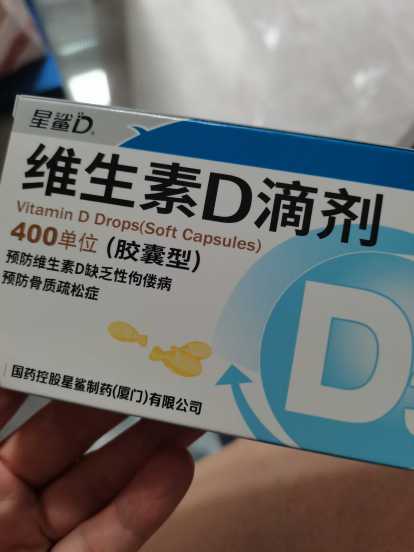 星鲨D®
维生素D滴剂
Vitamin D Drops(Soft Capsules)
400单位 (胶囊型)
预防维生素D缺乏性佝偻病
预防骨质疏松症
D
国药控股星鲨制药(厦门)有限公司